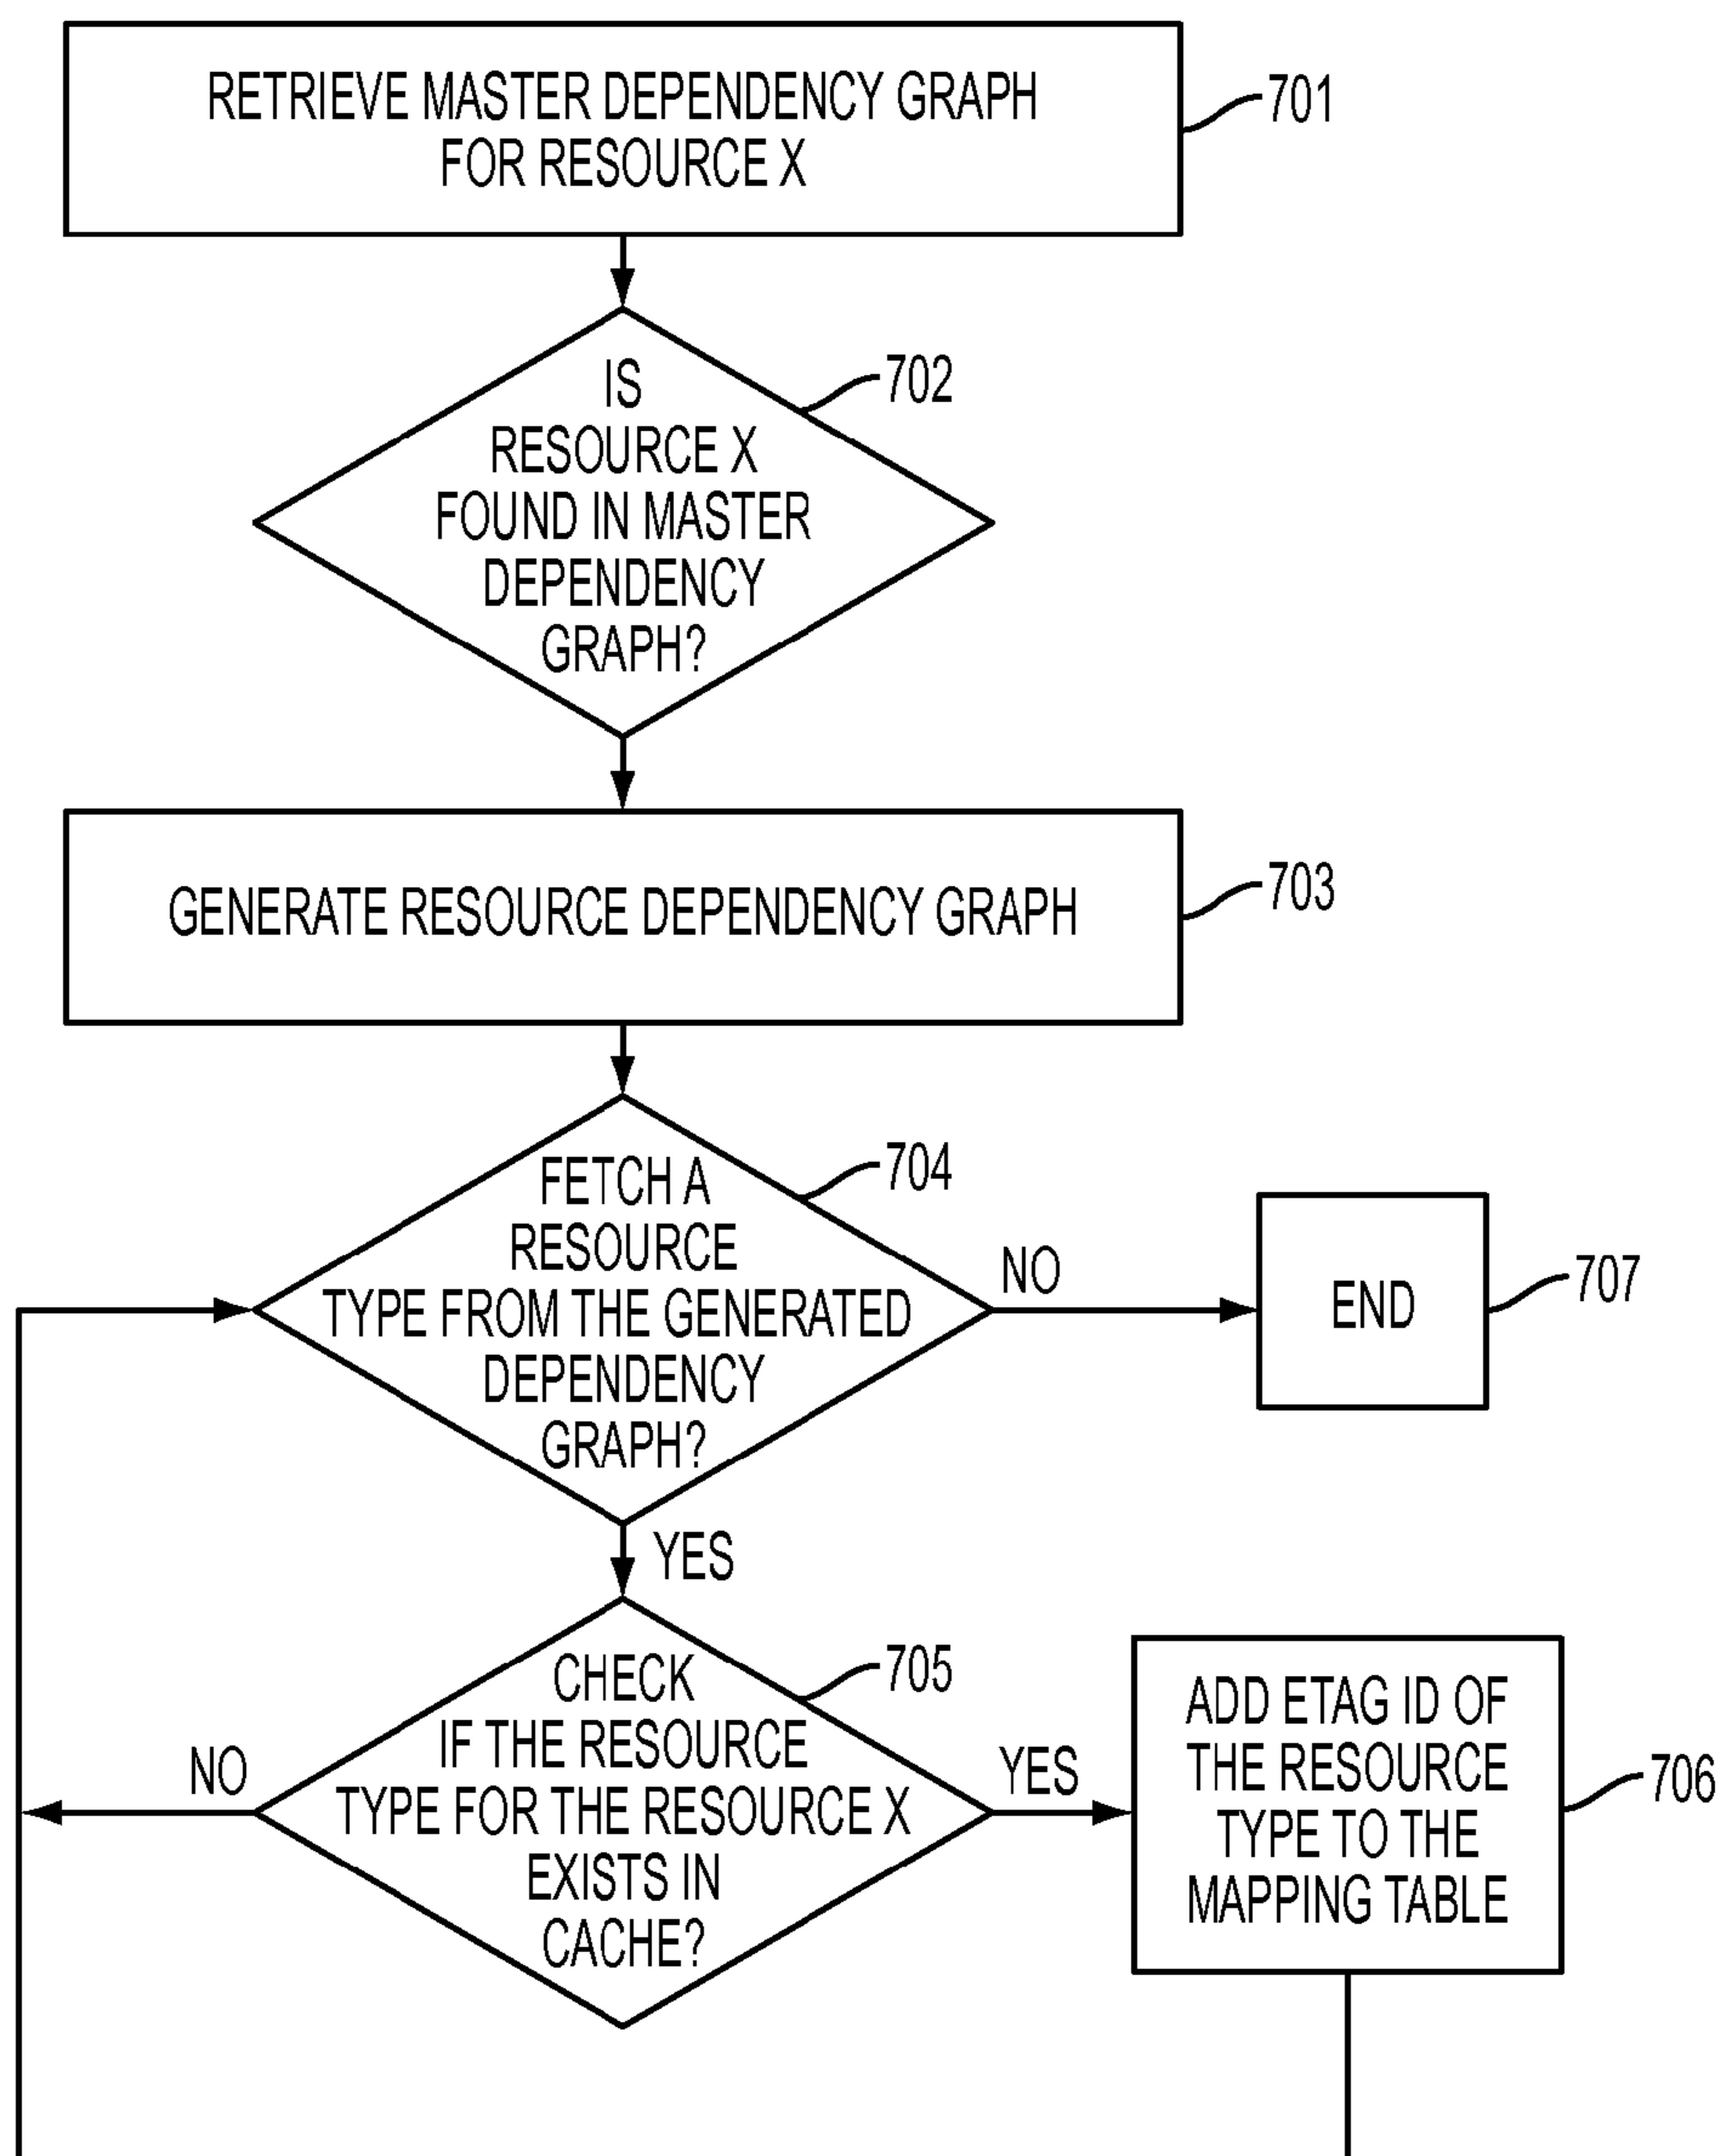 RETRIEVE MASTER DEPENDENCY GRAPH
FOR RESOURCE X
701
IS
RESOURCE X
FOUND IN MASTER
DEPENDENCY
GRAPH?
702
GENERATE RESOURCE DEPENDENCY GRAPH
703
FETCH A
RESOURCE
TYPE FROM THE GENERATED
DEPENDENCY
GRAPH?
704
NO
END
707
YES
CHECK
IF THE RESOURCE
TYPE FOR THE RESOURCE X
EXISTS IN
CACHE?
705
NO
YES
ADD ETAG ID OF
THE RESOURCE
TYPE TO THE
MAPPING TABLE
706